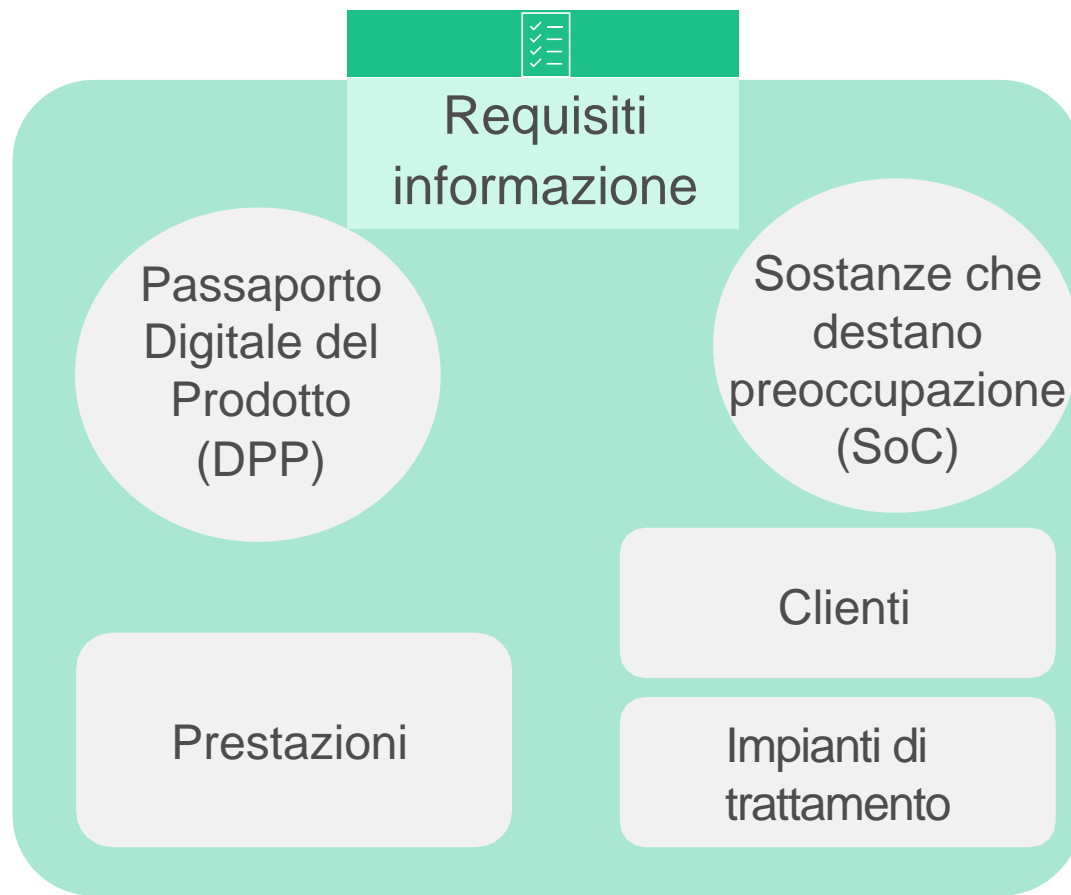 Requisiti
informazione
Passaporto
Digitale del
Prodotto
(DPP)
Sostanze che
destano
preoccupazione
(SoC)
Clienti
Prestazioni
Impianti di
trattamento